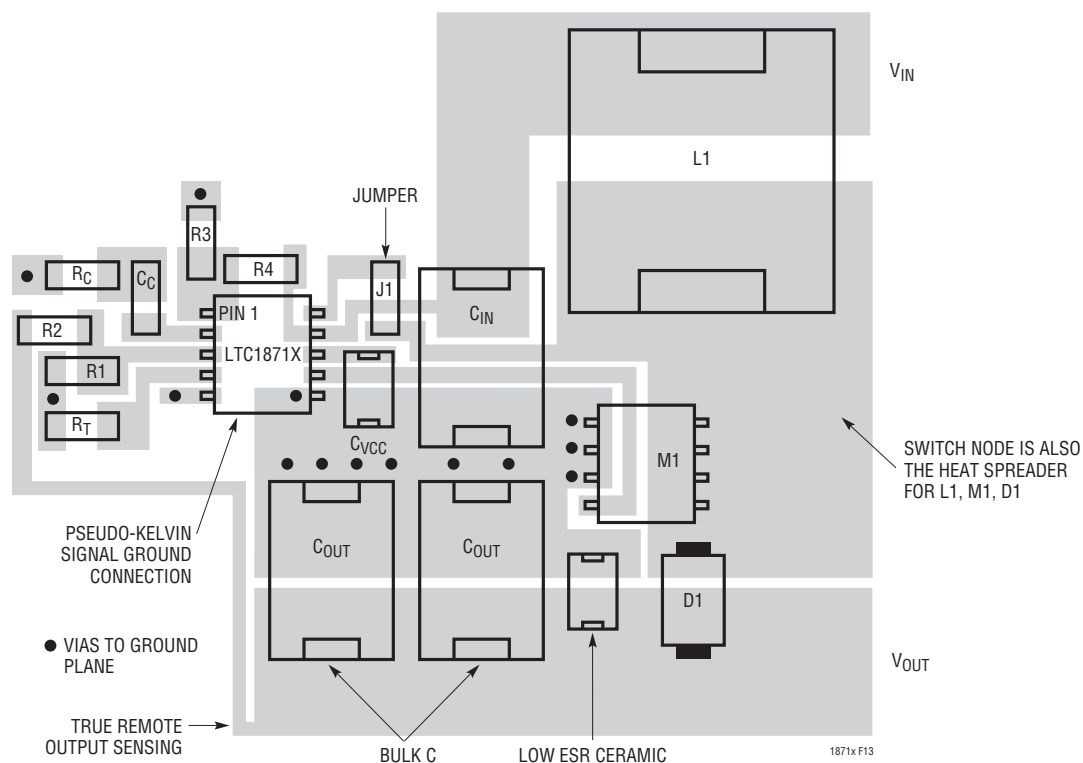 VIN
L1
JUMPER
R3
RC
CC
R4
J1
CIN
PIN 1
R2
LTC1871X
R1
RT
CVCC
M1
SWITCH NODE IS ALSO
THE HEAT SPREADER
FOR L1, M1, D1
PSEUDO-KELVIN
SIGNAL GROUND
CONNECTION
COUT
COUT
D1
VIAS TO GROUND
PLANE
VOUT
TRUE REMOTE
OUTPUT SENSING
BULK C
LOW ESR CERAMIC
1871x F13